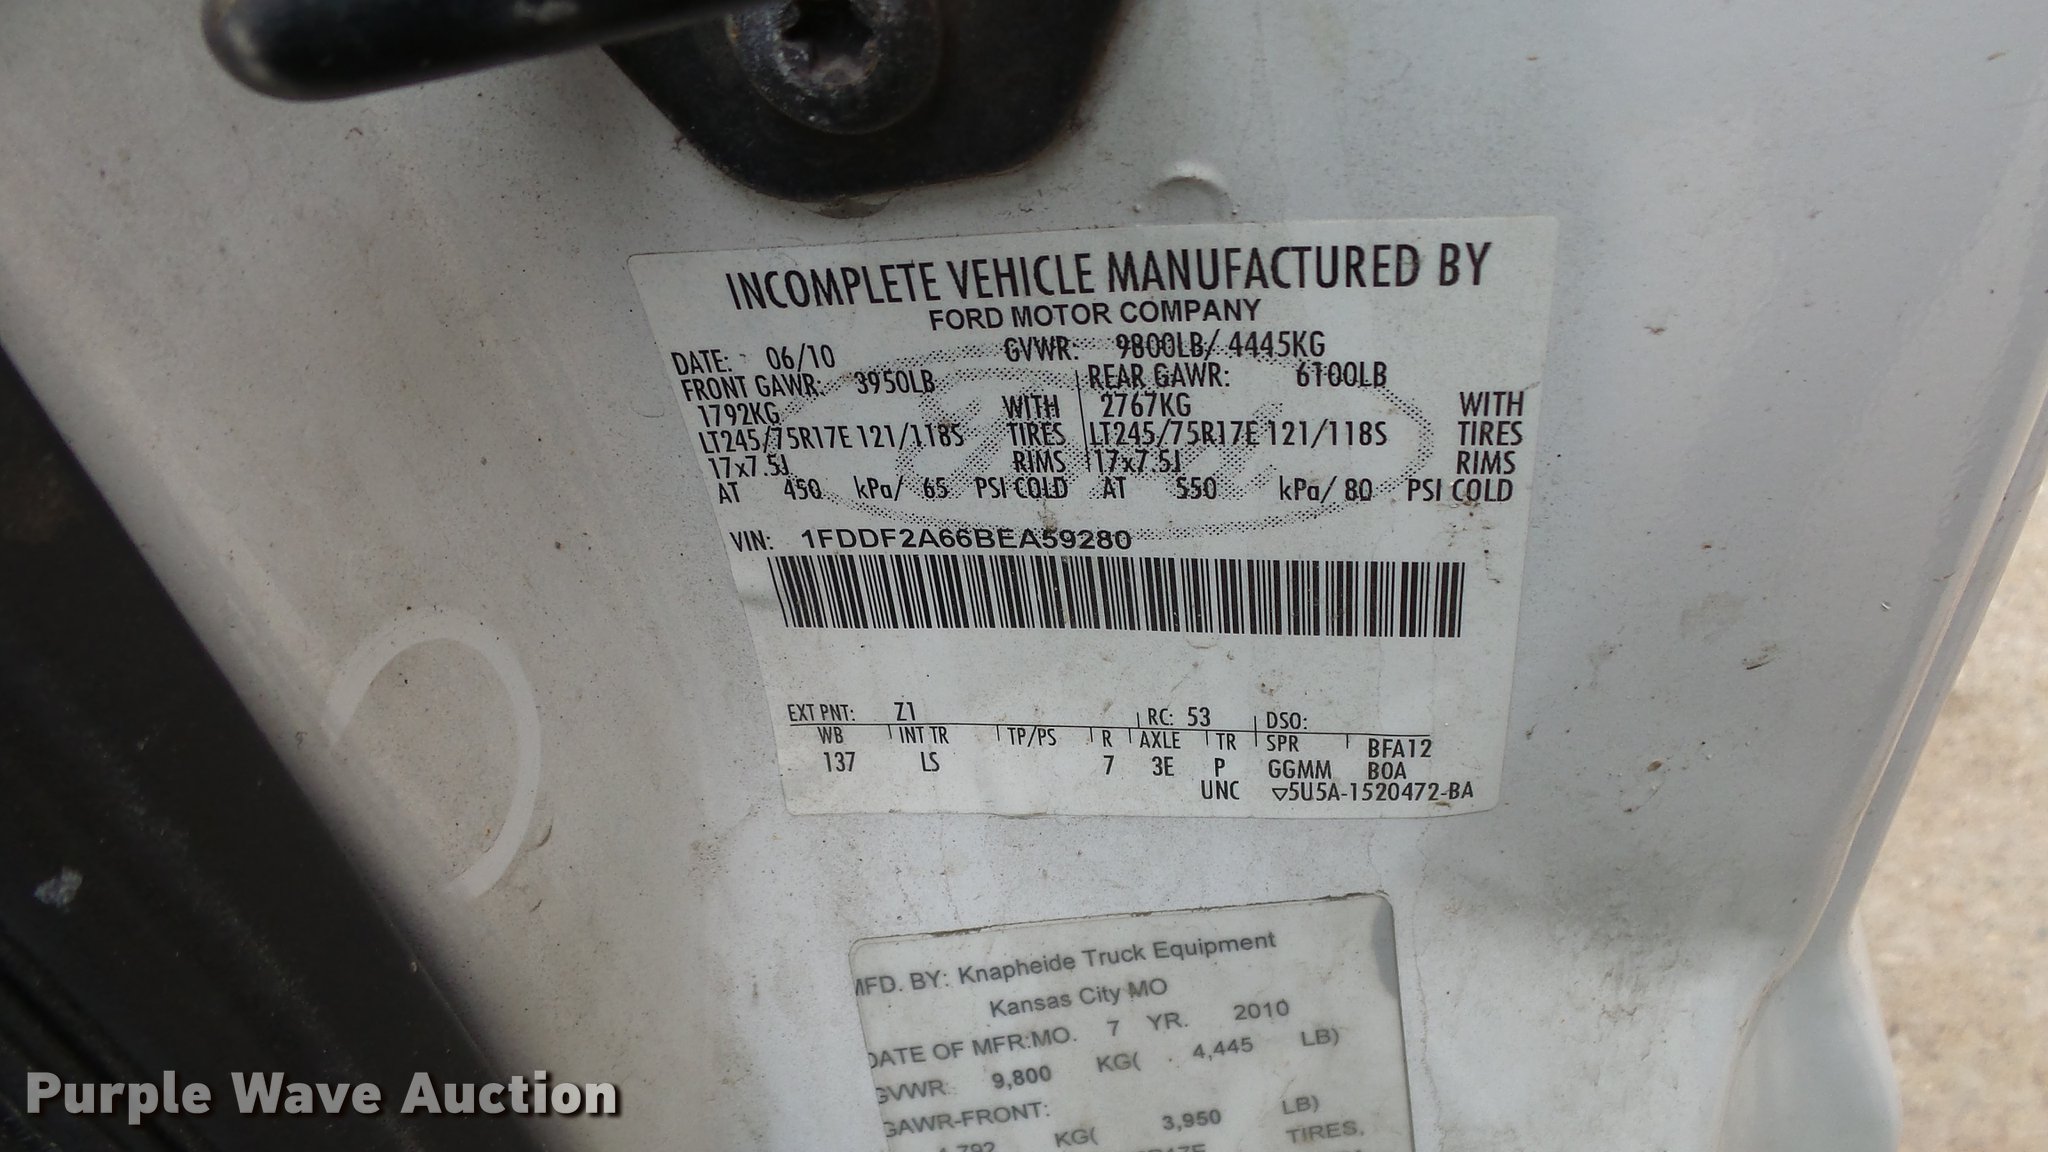 INCOMPLETE VEHICLE MANUFACTURED BY
FORD MOTOR COMPANY
DATE: 06/10 GVWR: 9800LB/ 4445KG
FRONT GAWR: 3950LB REAR GAWR: 6100LB
1792KG WITH 2767KG WITH
LT245/75R17E 121/118S TIRES LT245/75R17E 121/118S TIRES
17x7.5J RIMS 17x7.5J RIMS
AT 450 kPa/ 65 PSI COLD AT 550 kPa/ 80 PSI COLD
VIN: 1FDDF2A66BEA59280
EXT PNT: Z1 RC: 53 DSO:
WB INT TR TP/PS R AXLE TR SPR BFA12
137 LS 7 3E P GGMM BOA
UNC ▽5U5A-1520472-BA
MFD. BY: Knapheide Truck Equipment
Kansas City MO
DATE OF MFR:MO. 7 YR. 2010
GVWR: 9,800 KG( 4,445 LB)
GAWR-FRONT: 3,950 LB)
KG( TIRES,
Purple Wave Auction